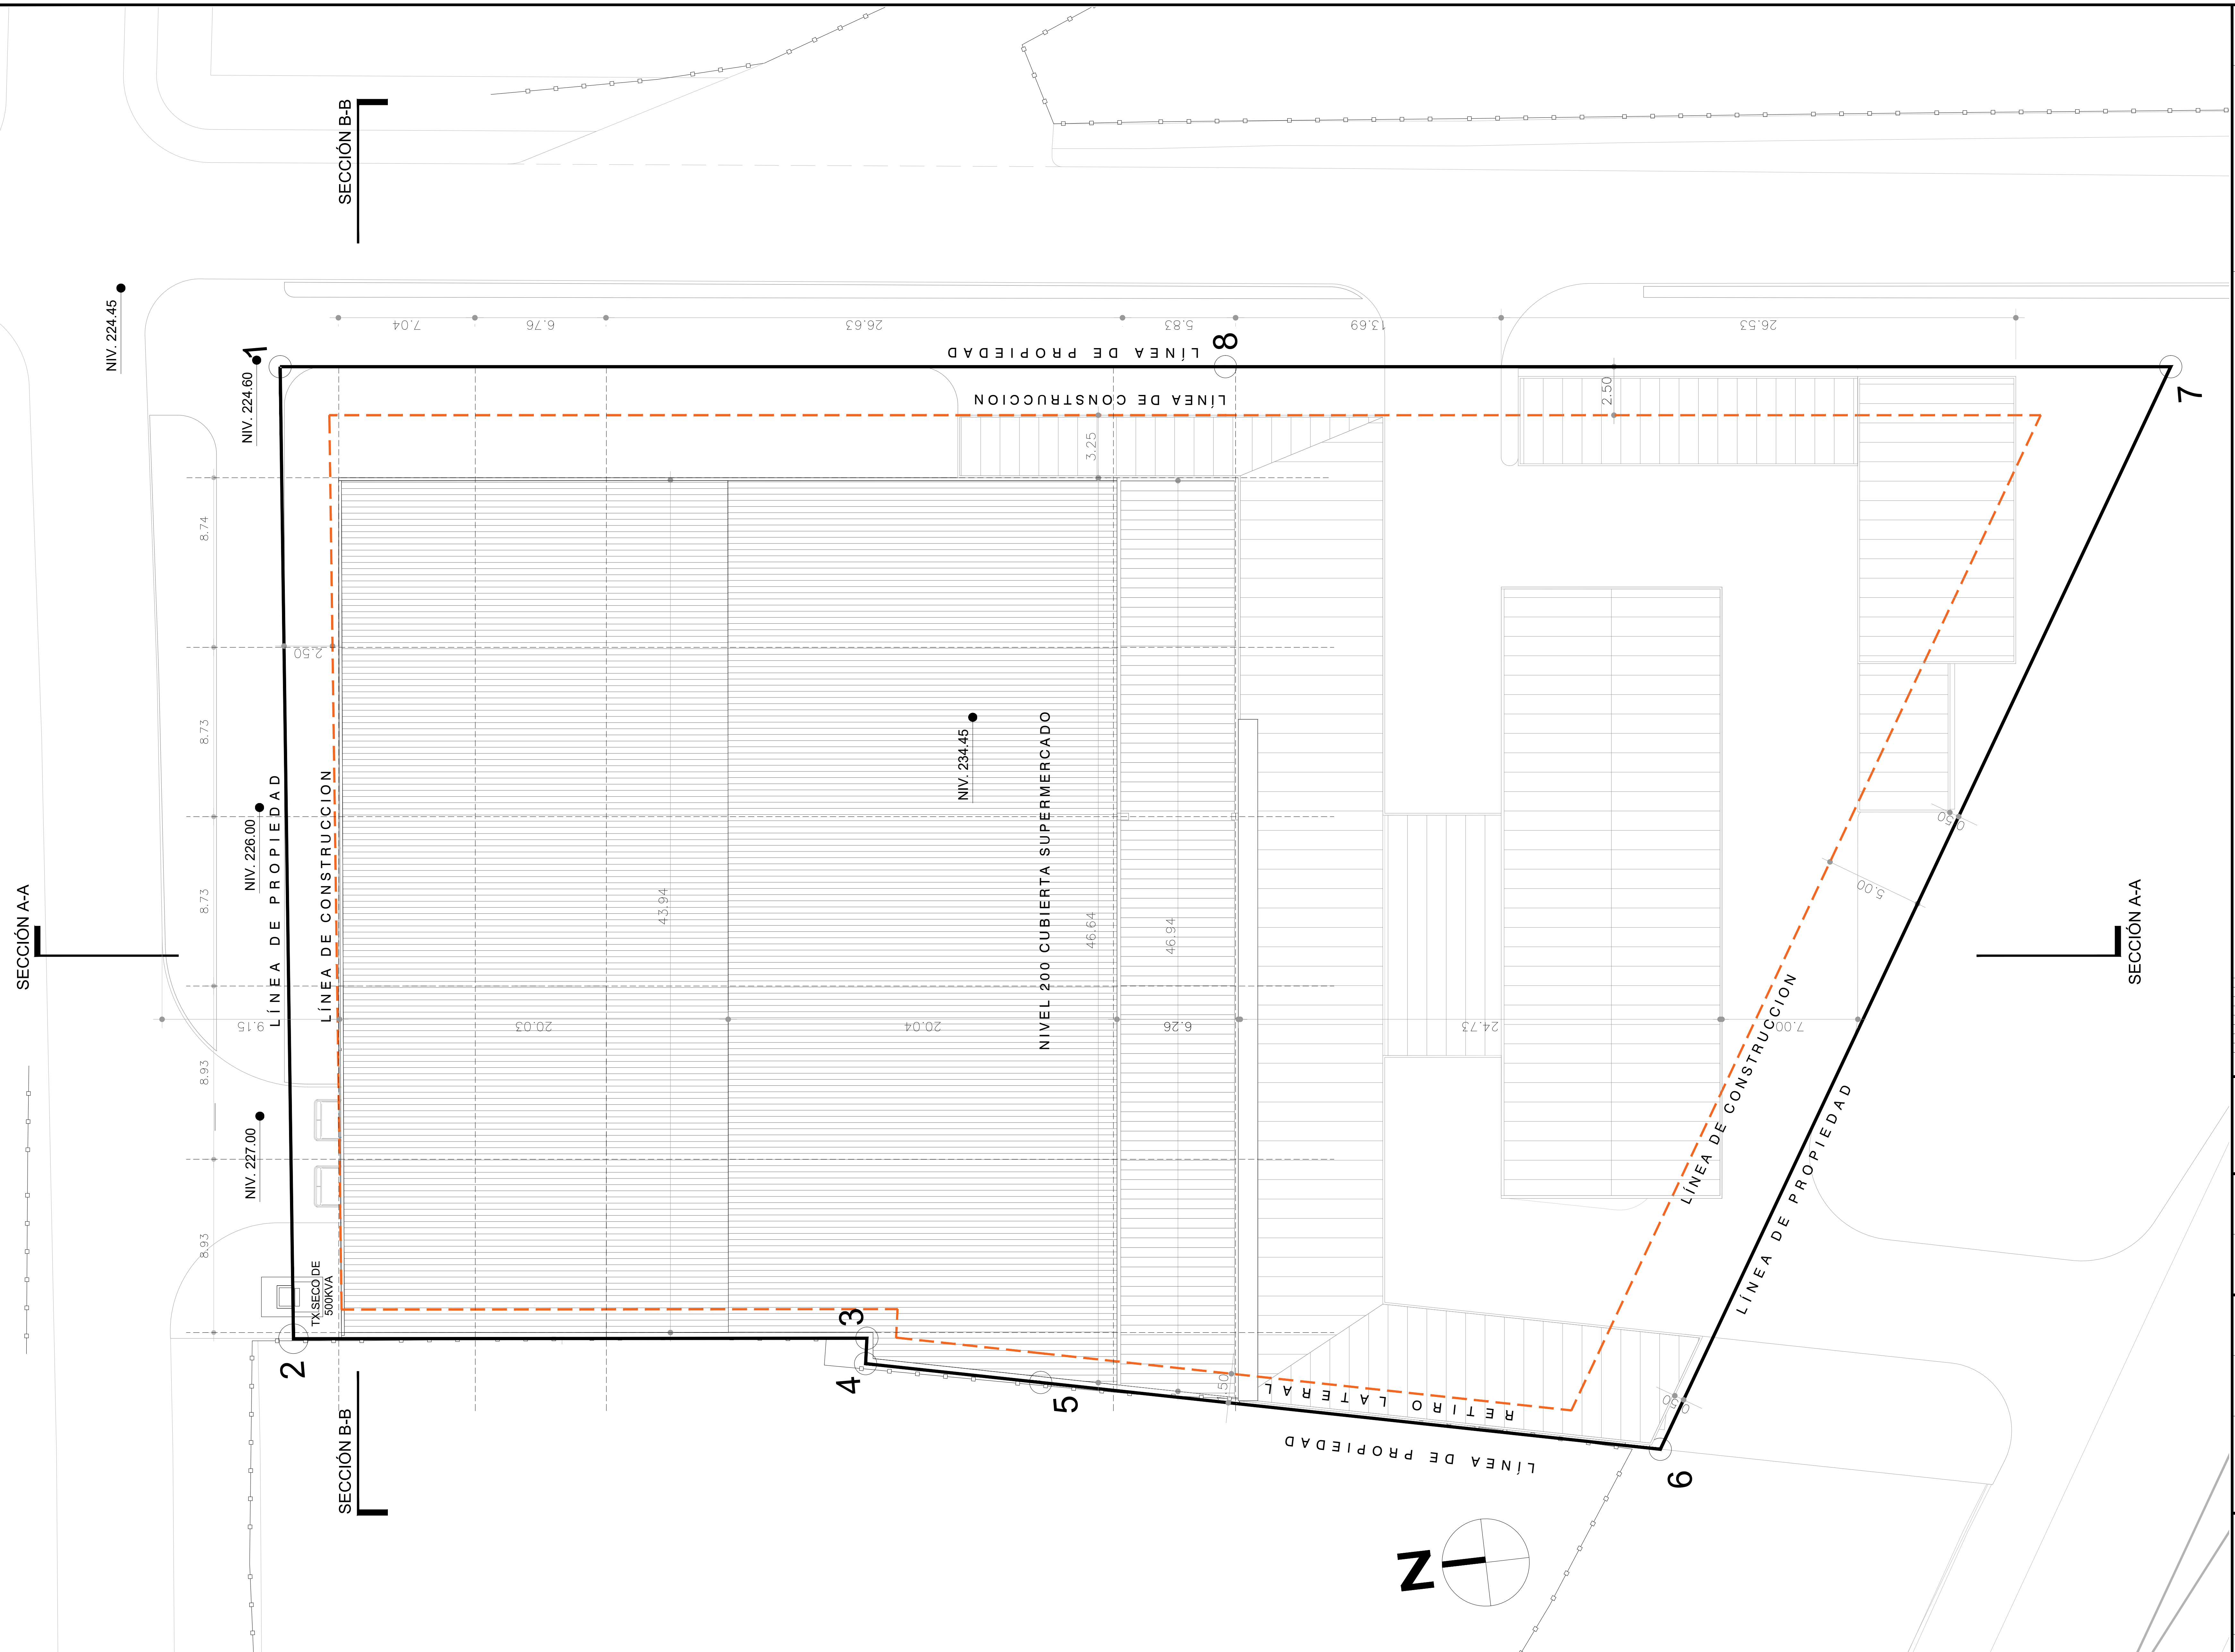 SECCIÓN B-B
NIV. 224.45
NIV. 224.60
1
7.04
6.76
26.63
5.83
13.69
26.53
LÍNEA DE PROPIEDAD
8
7
LÍNEA DE CONSTRUCCION
2.50
3.25
8.74
2.50
8.73
8.73
8.93
8.93
NIV. 226.00
NIV. 227.00
LÍNEA DE PROPIEDAD
LÍNEA DE CONSTRUCCION
SECCIÓN A-A
NIV. 234.45
NIVEL 200 CUBIERTA SUPERMERCADO
43.94
46.64
46.94
9.15
20.03
20.04
6.26
24.73
7.00
0.50
5.00
SECCIÓN A-A
LÍNEA DE CONSTRUCCION
LÍNEA DE PROPIEDAD
TX.SECO DE
500KVA
2
3
4
5
RETIRO LATERAL
LÍNEA DE PROPIEDAD
0.50
6
SECCIÓN B-B
N